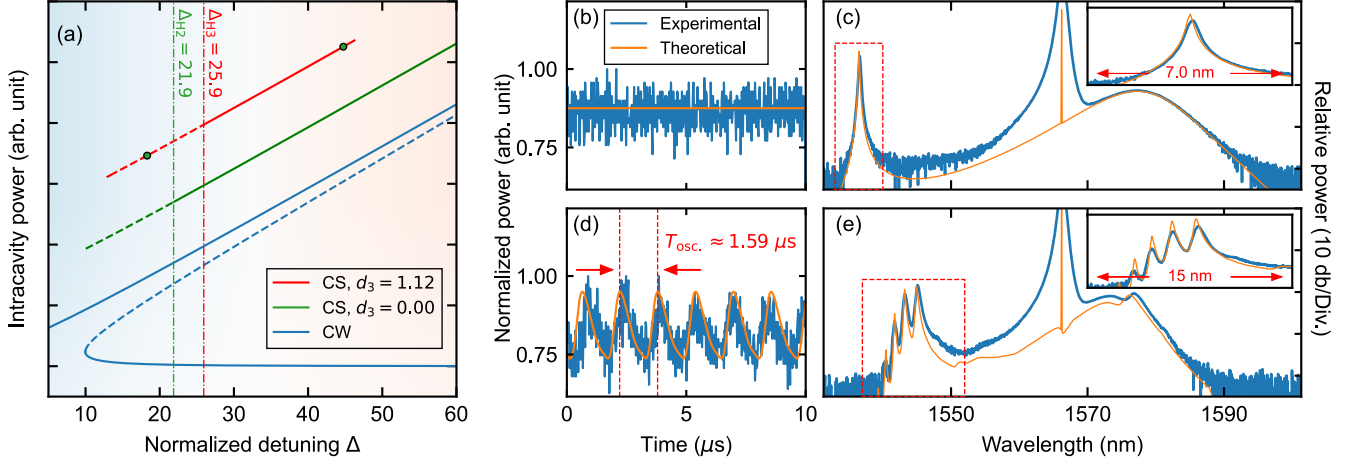 (a)
Δ_H2 = 21.9
Δ_H3 = 25.9
Intracavity power (arb. unit)
CS, d₃ = 1.12
CS, d₃ = 0.00
CW
10 20 30 40 50 60
Normalized detuning Δ
(b)
Experimental
Theoretical
1.00
0.75
Normalized power (arb. unit)
(d)
T_osc. ≈ 1.59 μs
1.00
0.75
0 5 10
Time (μs)
(c)
7.0 nm
(e)
15 nm
1550 1570 1590
Wavelength (nm)
Relative power (10 db/Div.)